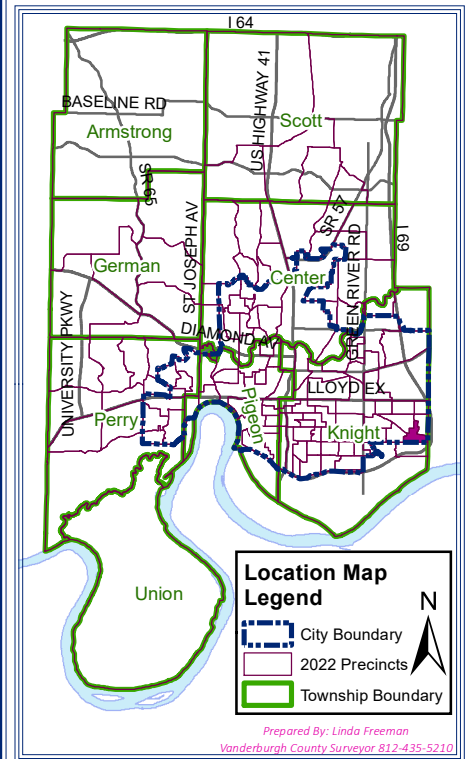 I 64
US HIGHWAY 41
BASELINE RD
Armstrong
Scott
SR 65
ST JOSEPH AV
SR 57
I 69
German
Center
GREEN RIVER RD
UNIVERSITY PKWY
DIAMOND AV
LLOYD EX
Perry
Pigeon
Knight
Union
Location Map
Legend
N
City Boundary
2022 Precincts
Township Boundary
Prepared By: Linda Freeman
Vanderburgh County Surveyor 812-435-5210